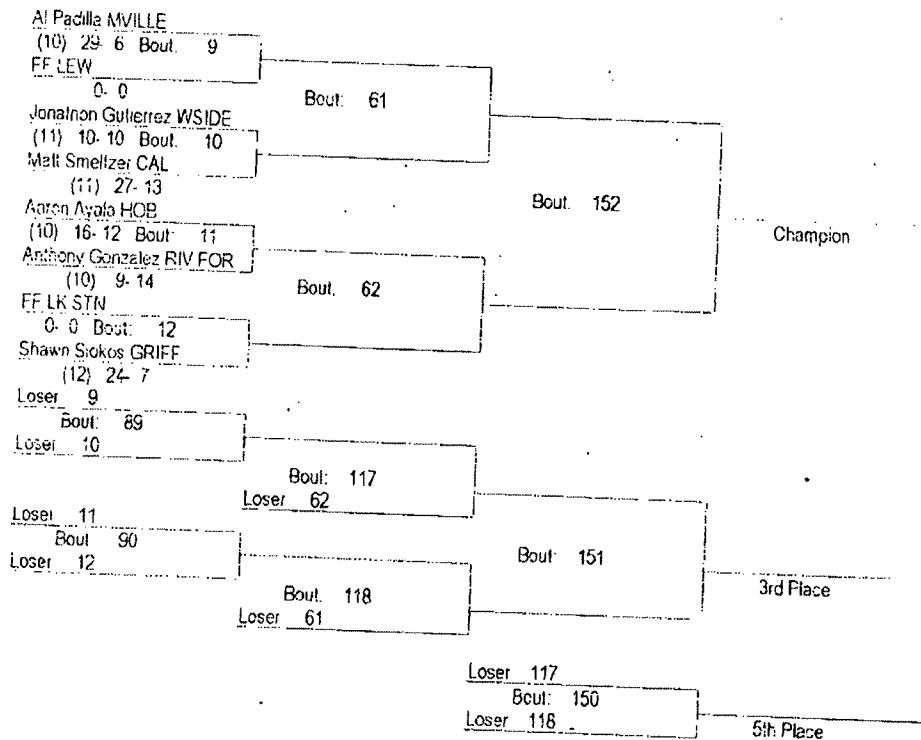 Al Padilla MVILLE
(10) 29- 6 Bout. 9
FF LEW
0- 0
Bout: 61
Jonathon Gutierrez WSIDE
(11) 10- 10 Bout. 10
Matt Smeltzer CAL
(11) 27- 13
Bout. 152
Aaron Ayala HOB
(10) 16- 12 Bout: 11
Champion
Anthony Gonzalez RIV FOR
(10) 9- 14
Bout. 62
FF LK STN
0- 0 Bout: 12
Shawn Siokos GRIFF
(12) 24- 7
Loser 9
Bout: 89
Loser 10
Bout: 117
Loser 62
Loser 11
Bout 90
Loser 12
Bout: 151
Bout. 118
3rd Place
Loser 61
Loser 117
Bout: 150
Loser 118
5th Place